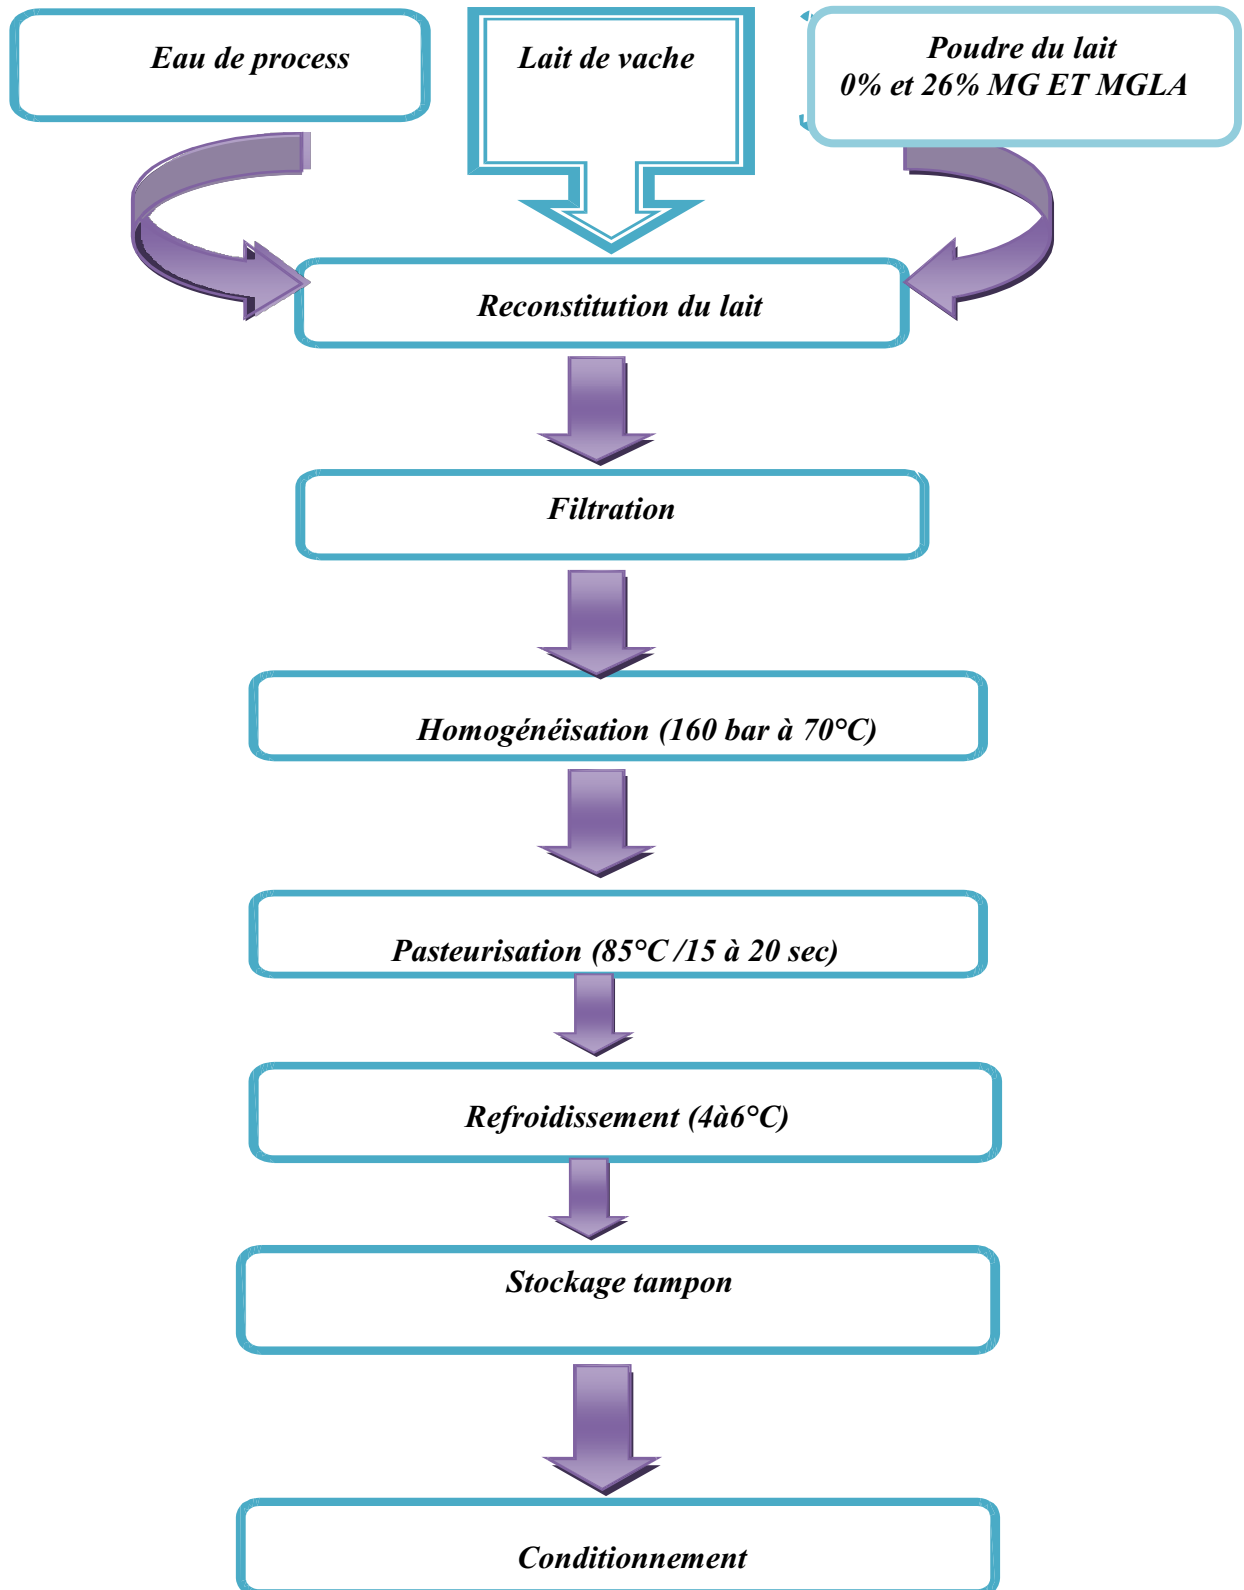 Eau de process
Lait de vache
Poudre du lait
0% et 26% MG ET MGLA
Reconstitution du lait
Filtration
Homogénéisation (160 bar à 70°C)
Pasteurisation (85°C /15 à 20 sec)
Refroidissement (4à6°C)
Stockage tampon
Conditionnement